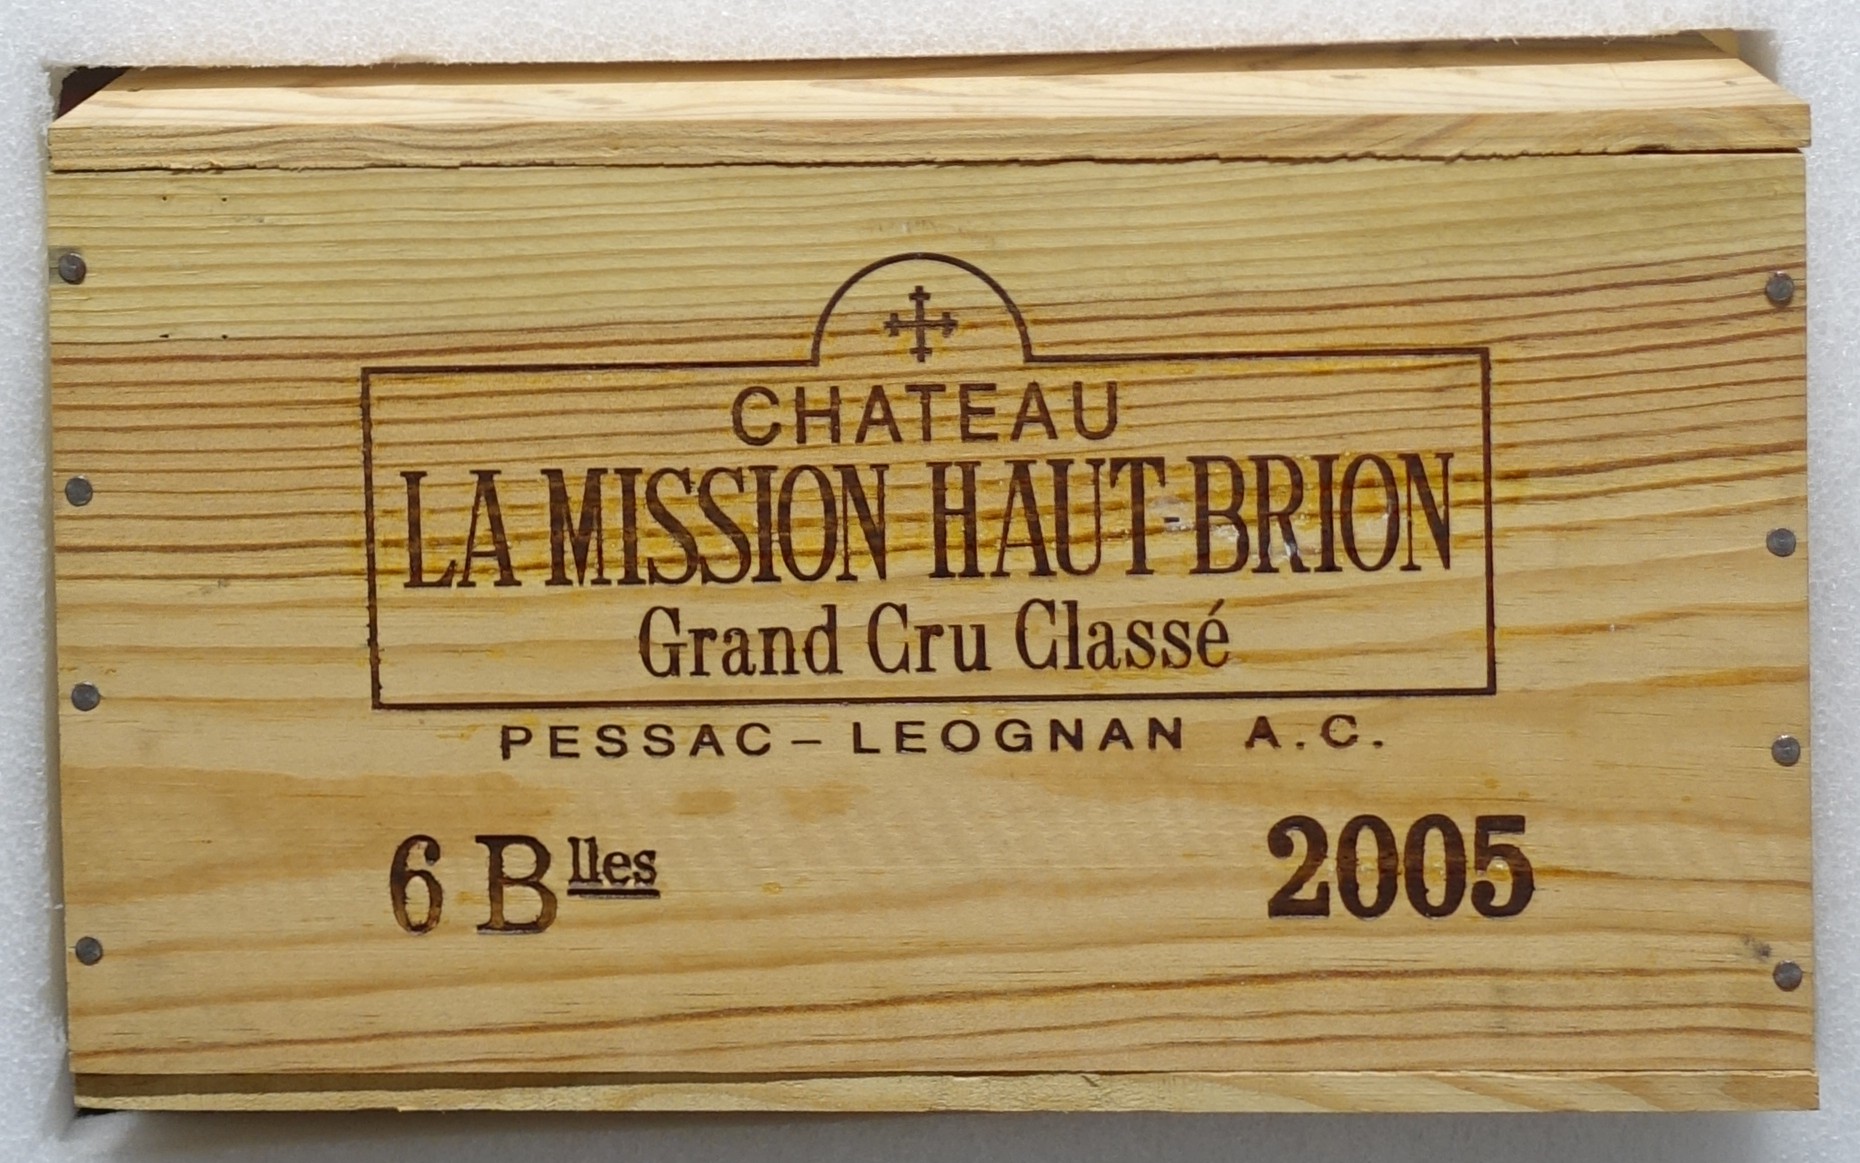 CHATEAU
LA MISSION HAUT-BRION
Grand Cru Classé
PESSAC – LEOGNAN A.C.
6 Blles 2005